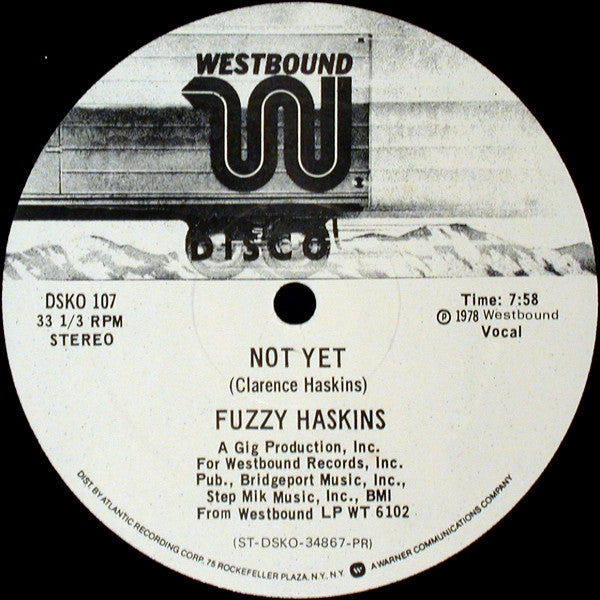 WESTBOUND
W
DISCO
DSKO 107
33 1/3 RPM
STEREO
Time: 7:58
Ⓟ 1978 Westbound
Vocal
NOT YET
(Clarence Haskins)
FUZZY HASKINS
A Gig Production, Inc.
For Westbound Records, Inc.
Pub., Bridgeport Music, Inc.,
Step Mik Music, Inc., BMI
From Westbound LP WT 6102
(ST-DSKO-34867-PR)
DIST. BY ATLANTIC RECORDING CORP. 75 ROCKEFELLER PLAZA, N.Y., N.Y. W A WARNER COMMUNICATIONS COMPANY